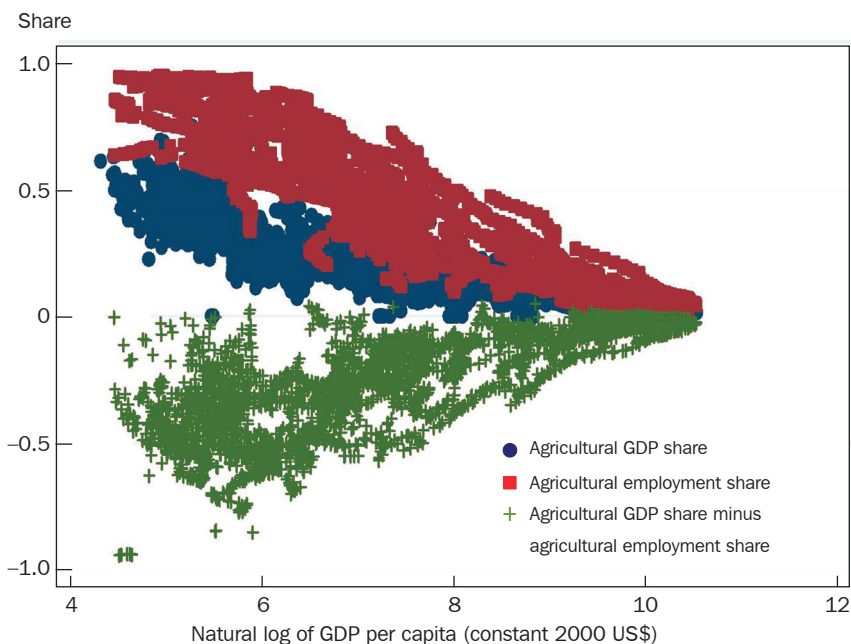 Share
1.0
0.5
0
−0.5
−1.0
Agricultural GDP share
Agricultural employment share
Agricultural GDP share minus
agricultural employment share
4 6 8 10 12
Natural log of GDP per capita (constant 2000 US$)